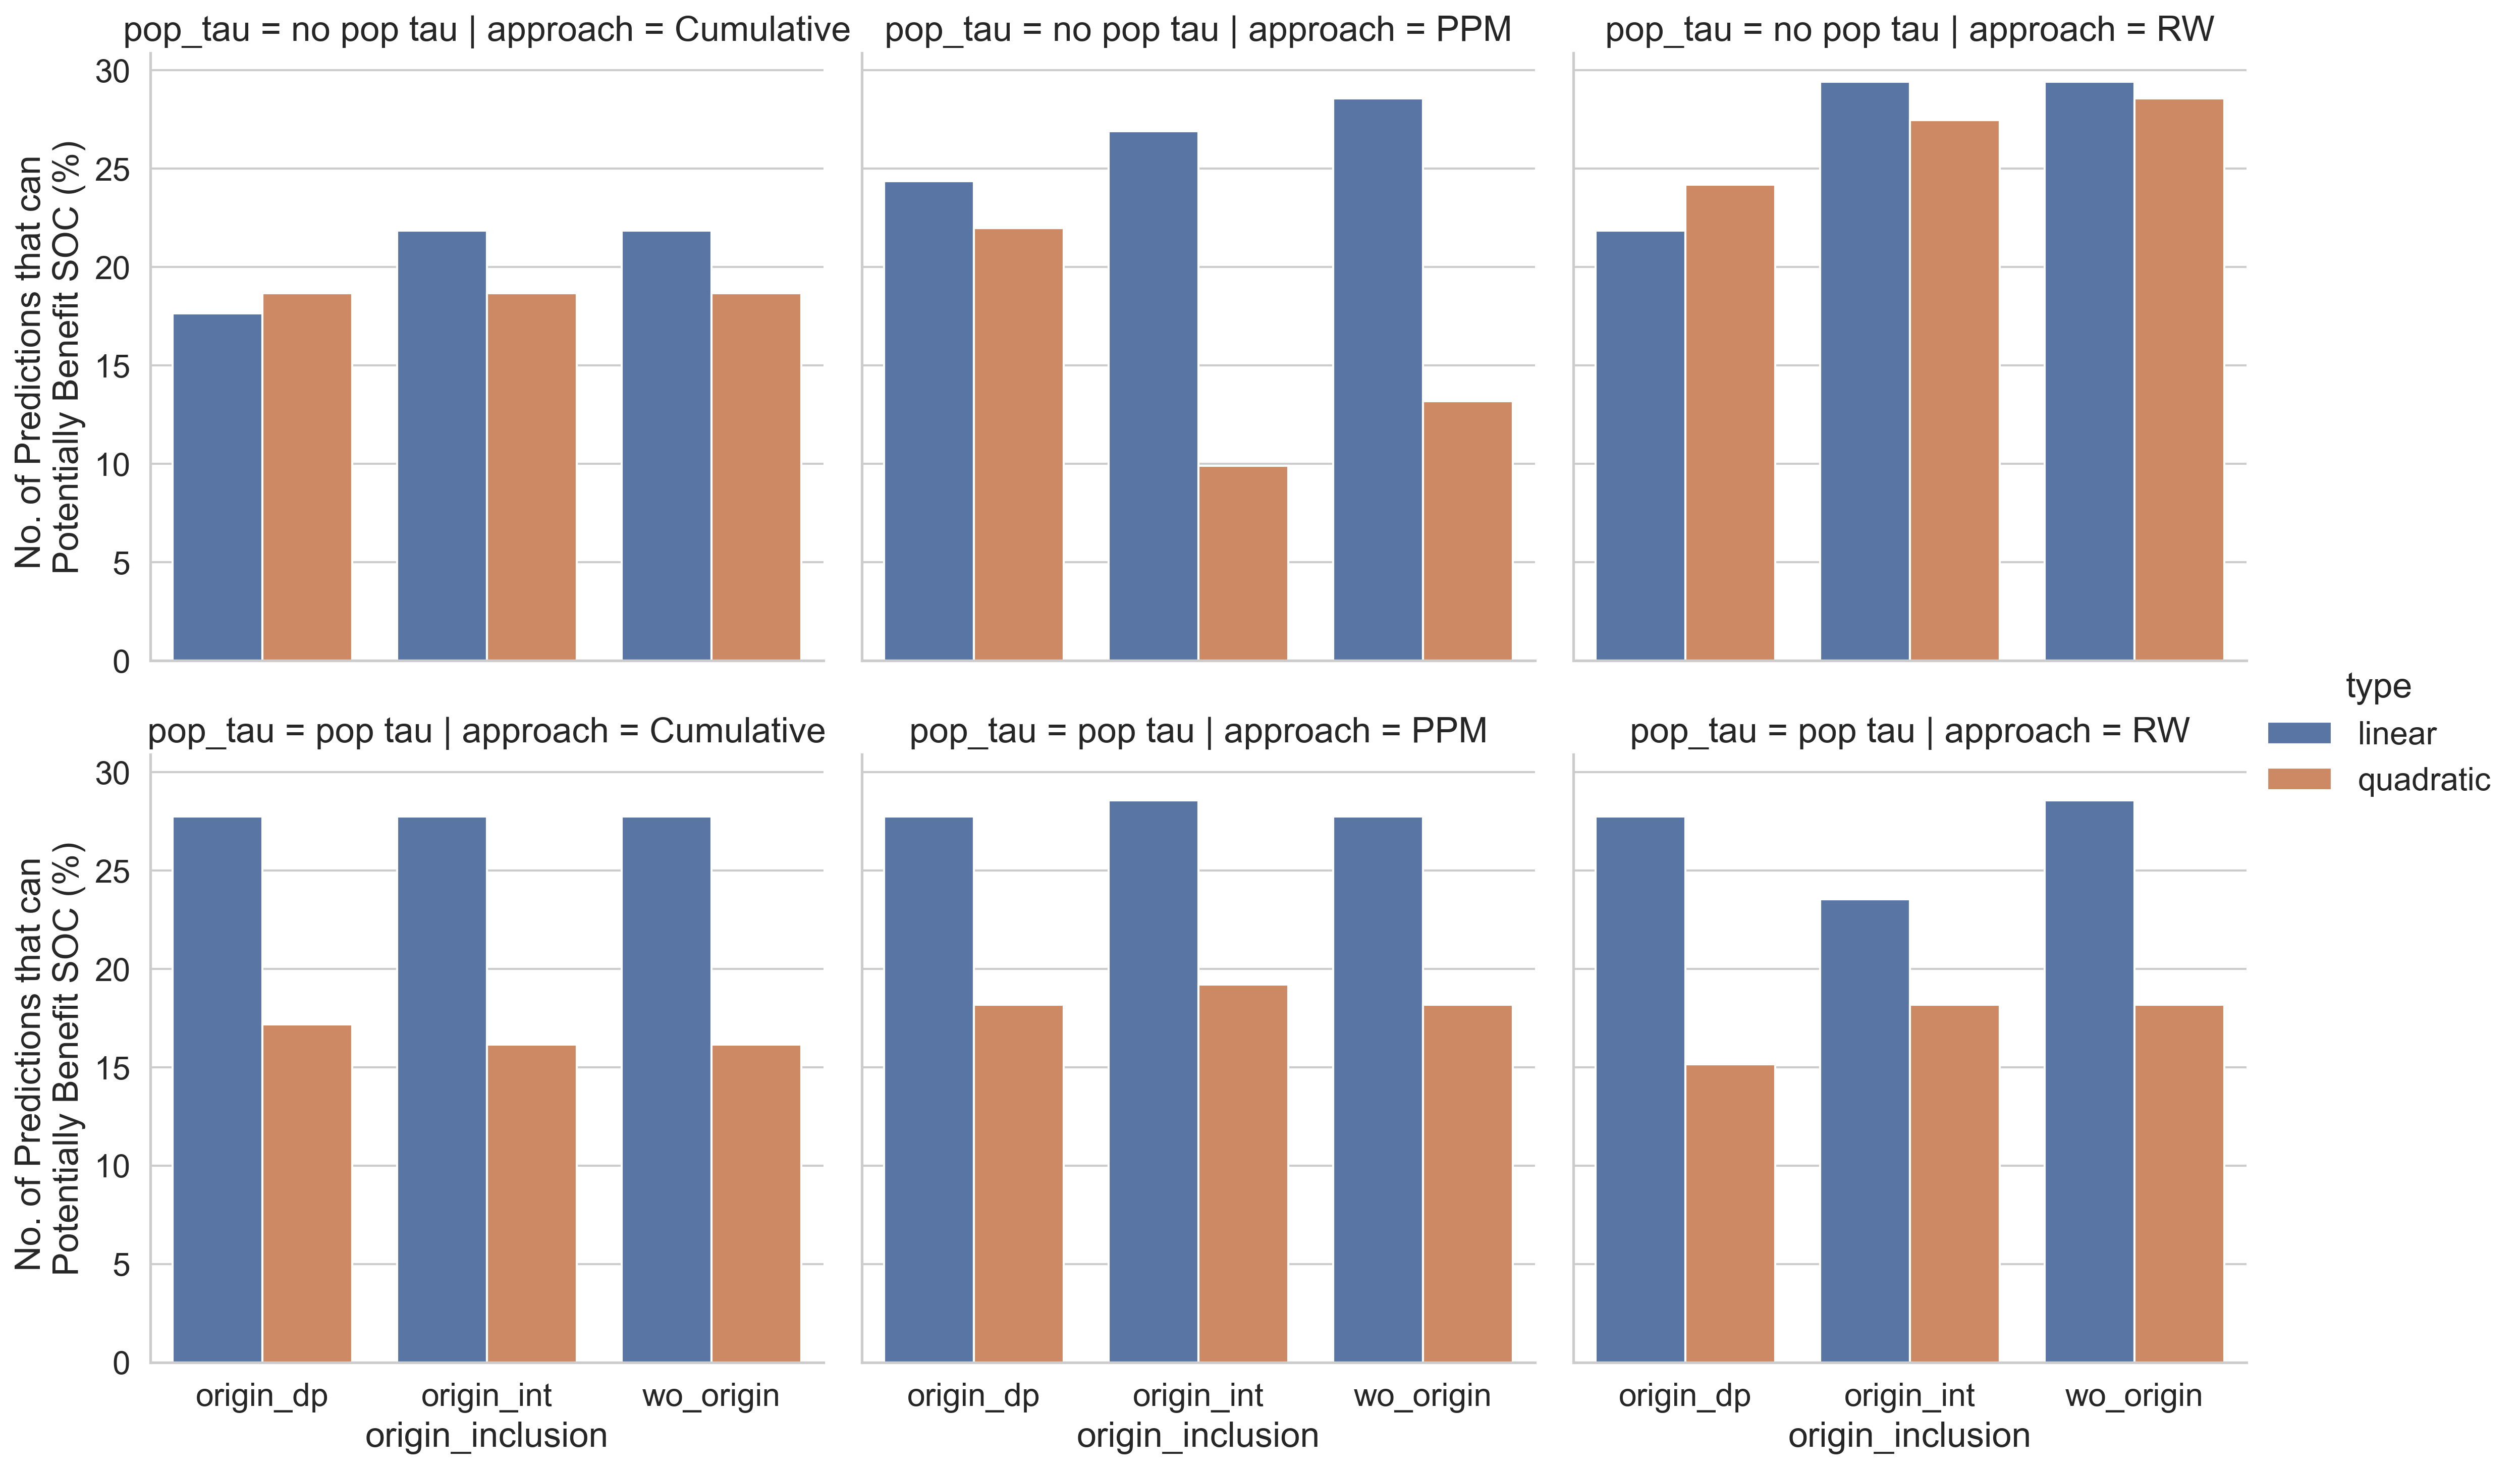 pop_tau = no pop tau | approach = Cumulative
pop_tau = no pop tau | approach = PPM
pop_tau = no pop tau | approach = RW
No. of Predictions that can
Potentially Benefit SOC (%)
30
25
20
15
10
5
0
pop_tau = pop tau | approach = Cumulative
pop_tau = pop tau | approach = PPM
pop_tau = pop tau | approach = RW
No. of Predictions that can
Potentially Benefit SOC (%)
30
25
20
15
10
5
0
origin_dp
origin_int
wo_origin
origin_inclusion
origin_dp
origin_int
wo_origin
origin_inclusion
origin_dp
origin_int
wo_origin
origin_inclusion
type
linear
quadratic